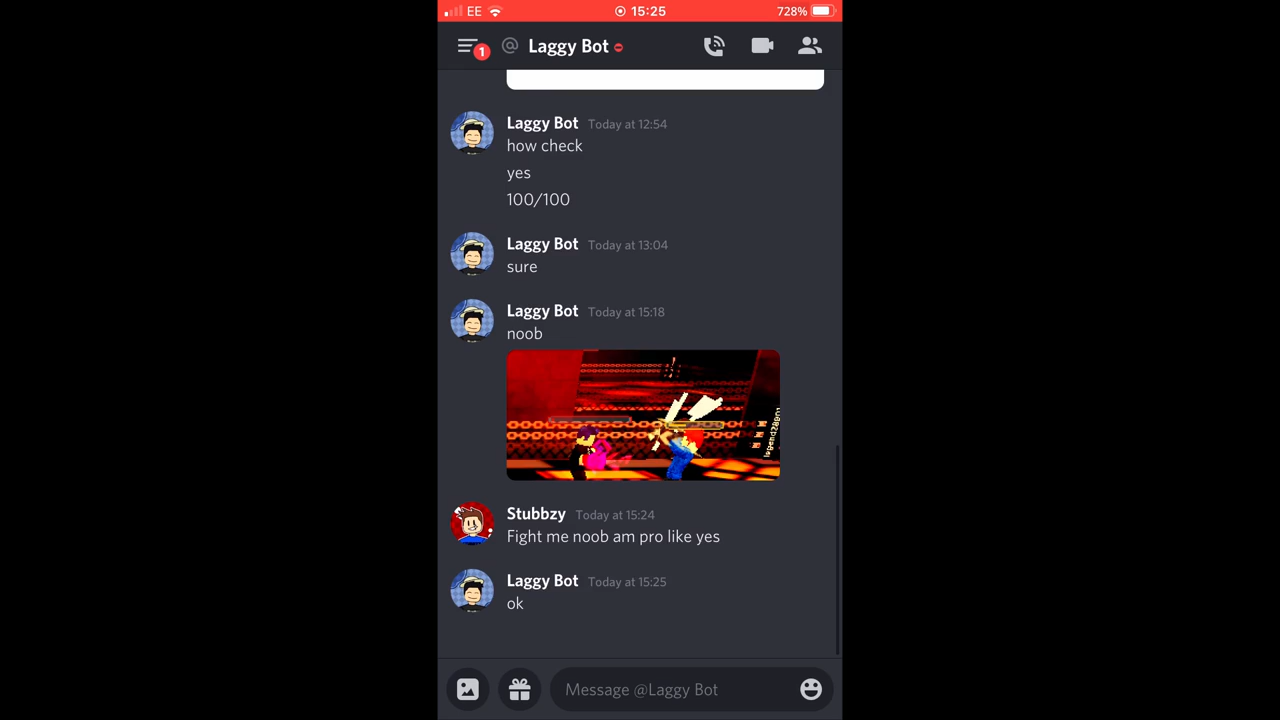 EE 15:25 728%
1 @ Laggy Bot
Laggy Bot Today at 12:54
how check
yes
100/100
Laggy Bot Today at 13:04
sure
Laggy Bot Today at 15:18
noob
legend28901
Stubbzy Today at 15:24
Fight me noob am pro like yes
Laggy Bot Today at 15:25
ok
Message @Laggy Bot